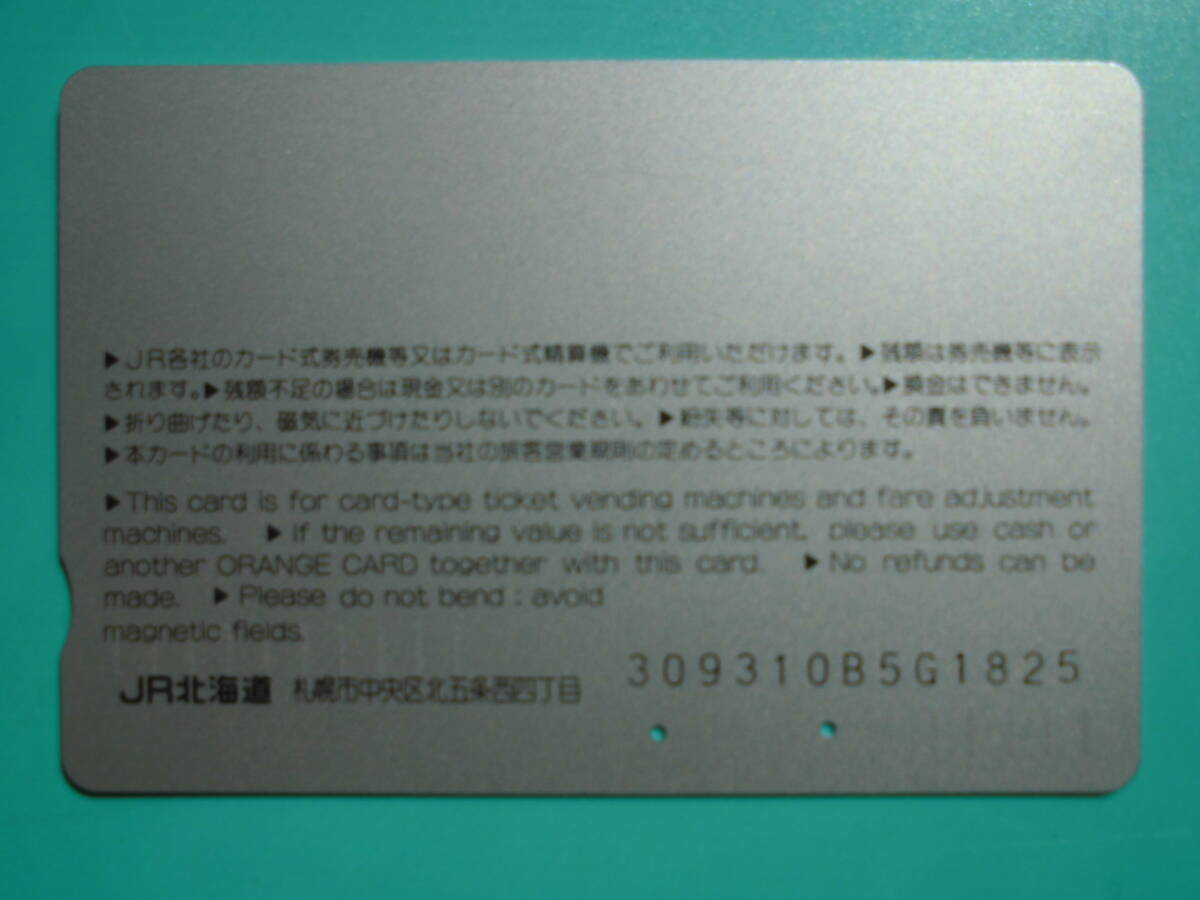 ▶JR各社のカード式券売機等又はカード式精算機でご利用いただけます。▶残額は券売機等に表示
されます。▶残額不足の場合は現金又は別のカードをあわせてご利用ください。▶換金はできません。
▶折り曲げたり、磁気に近づけたりしないでください。▶紛失等に対しては、その責を負いません。
▶本カードの利用に係わる事項は当社の旅客営業規則の定めるところによります。
▶This card is for card-type ticket vending machines and fare adjustment
machines. ▶If the remaining value is not sufficient, please use cash or
another ORANGE CARD together with this card. ▶No refunds can be
made. ▶Please do not bend : avoid
magnetic fields.
309310B5G1825
JR北海道 札幌市中央区北五条西四丁目